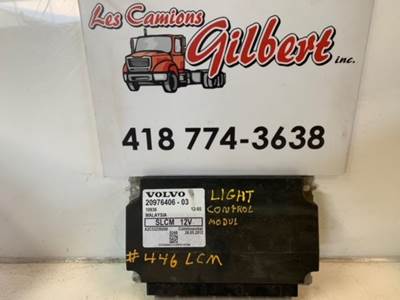 Les Camions
Gilbert inc.
418 774-3638
VOLVO
20976406 - 03
MALAYSIA
SLCM 12V
LIGHT
CONTROL
MODUL
#446 LCM